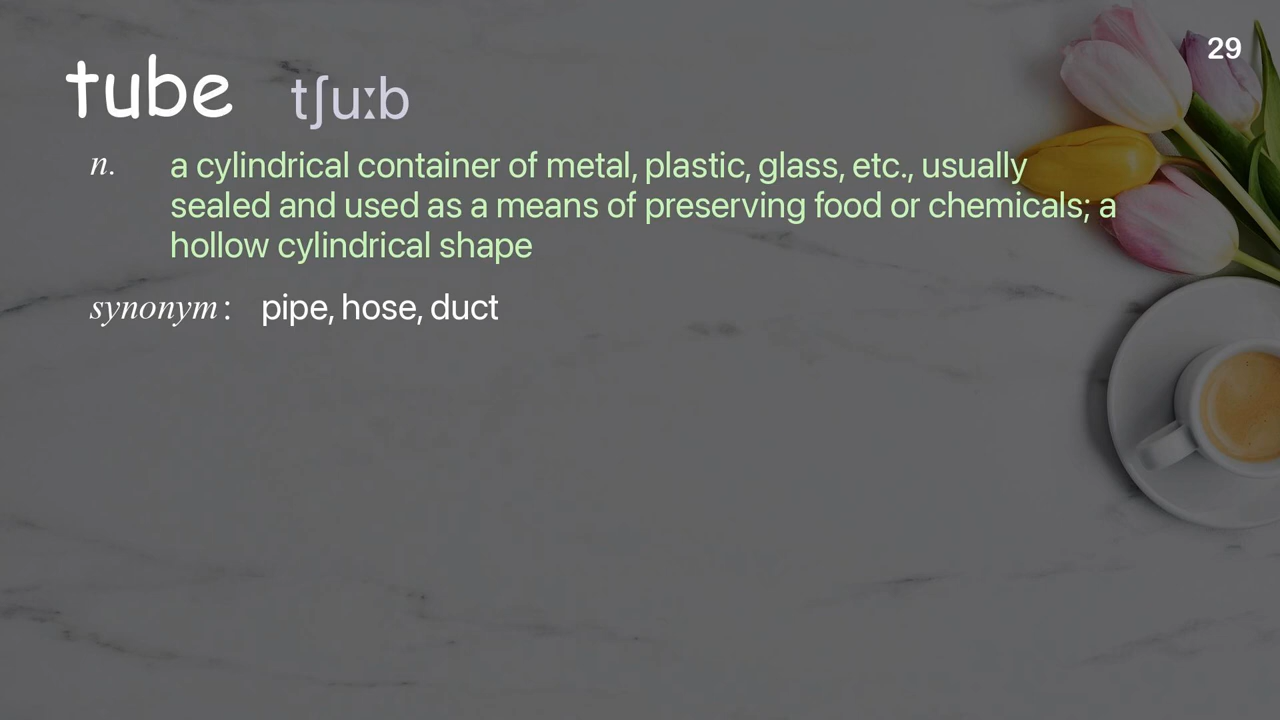 29
tube tʃuːb
n. a cylindrical container of metal, plastic, glass, etc., usually
sealed and used as a means of preserving food or chemicals; a
hollow cylindrical shape
synonym: pipe, hose, duct